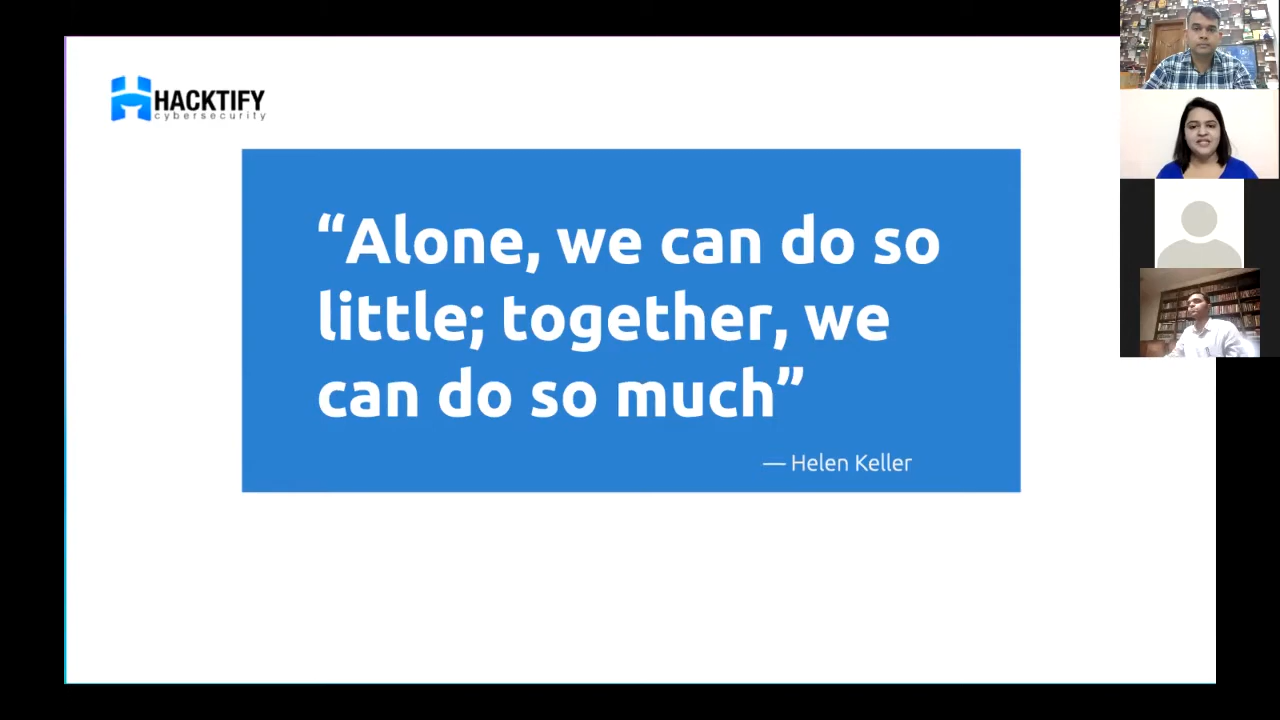 HACKTIFY
cybersecurity
“Alone, we can do so
little; together, we
can do so much”
— Helen Keller